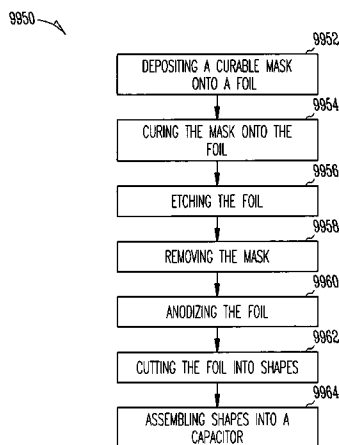 9950
9952
DEPOSITING A CURABLE MASK
ONTO A FOIL
9954
CURING THE MASK ONTO THE
FOIL
9956
ETCHING THE FOIL
9958
REMOVING THE MASK
9960
ANODIZING THE FOIL
9962
CUTTING THE FOIL INTO SHAPES
9964
ASSEMBLING SHAPES INTO A
CAPACITOR